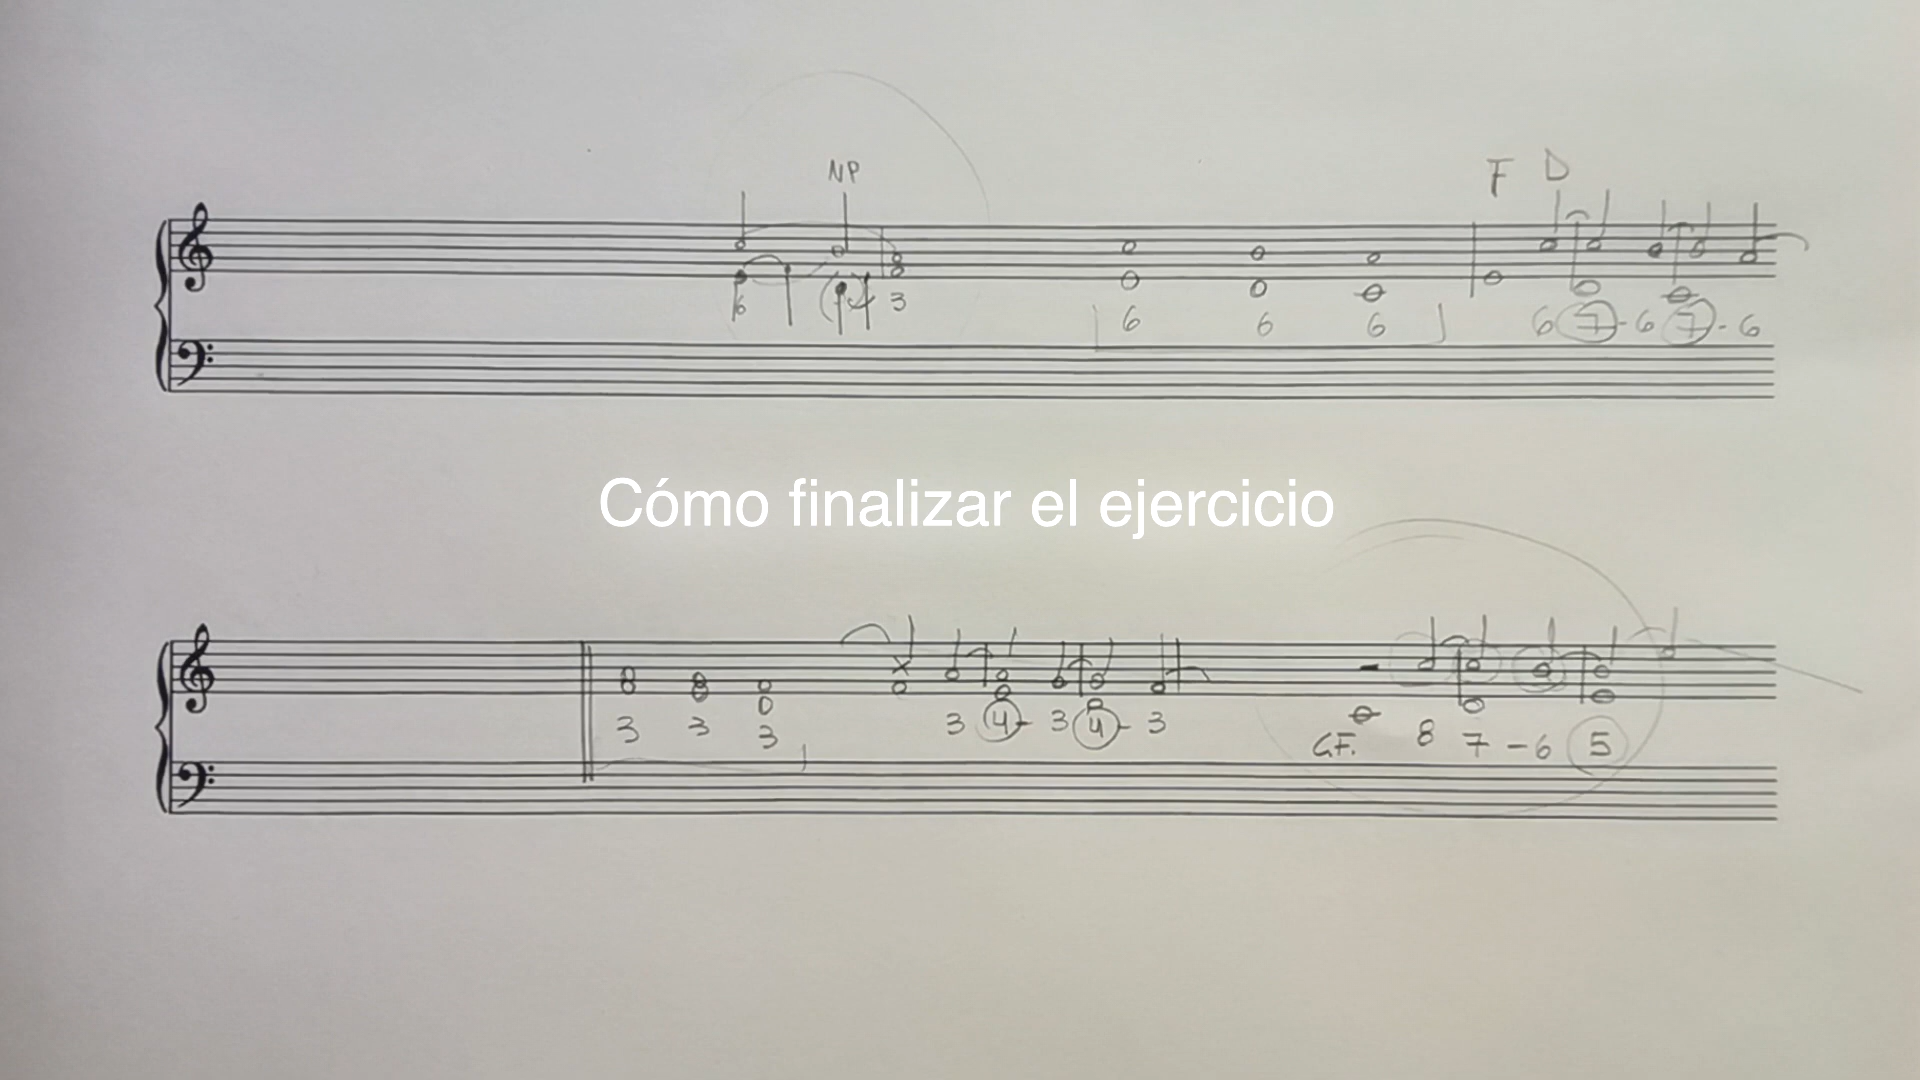 NP
F D
6 4 3 6 6 6 6 7 - 6 7 - 6
Cómo finalizar el ejercicio
3 3 3 3 4 - 3 4 - 3 C.F. 8 7 - 6 5